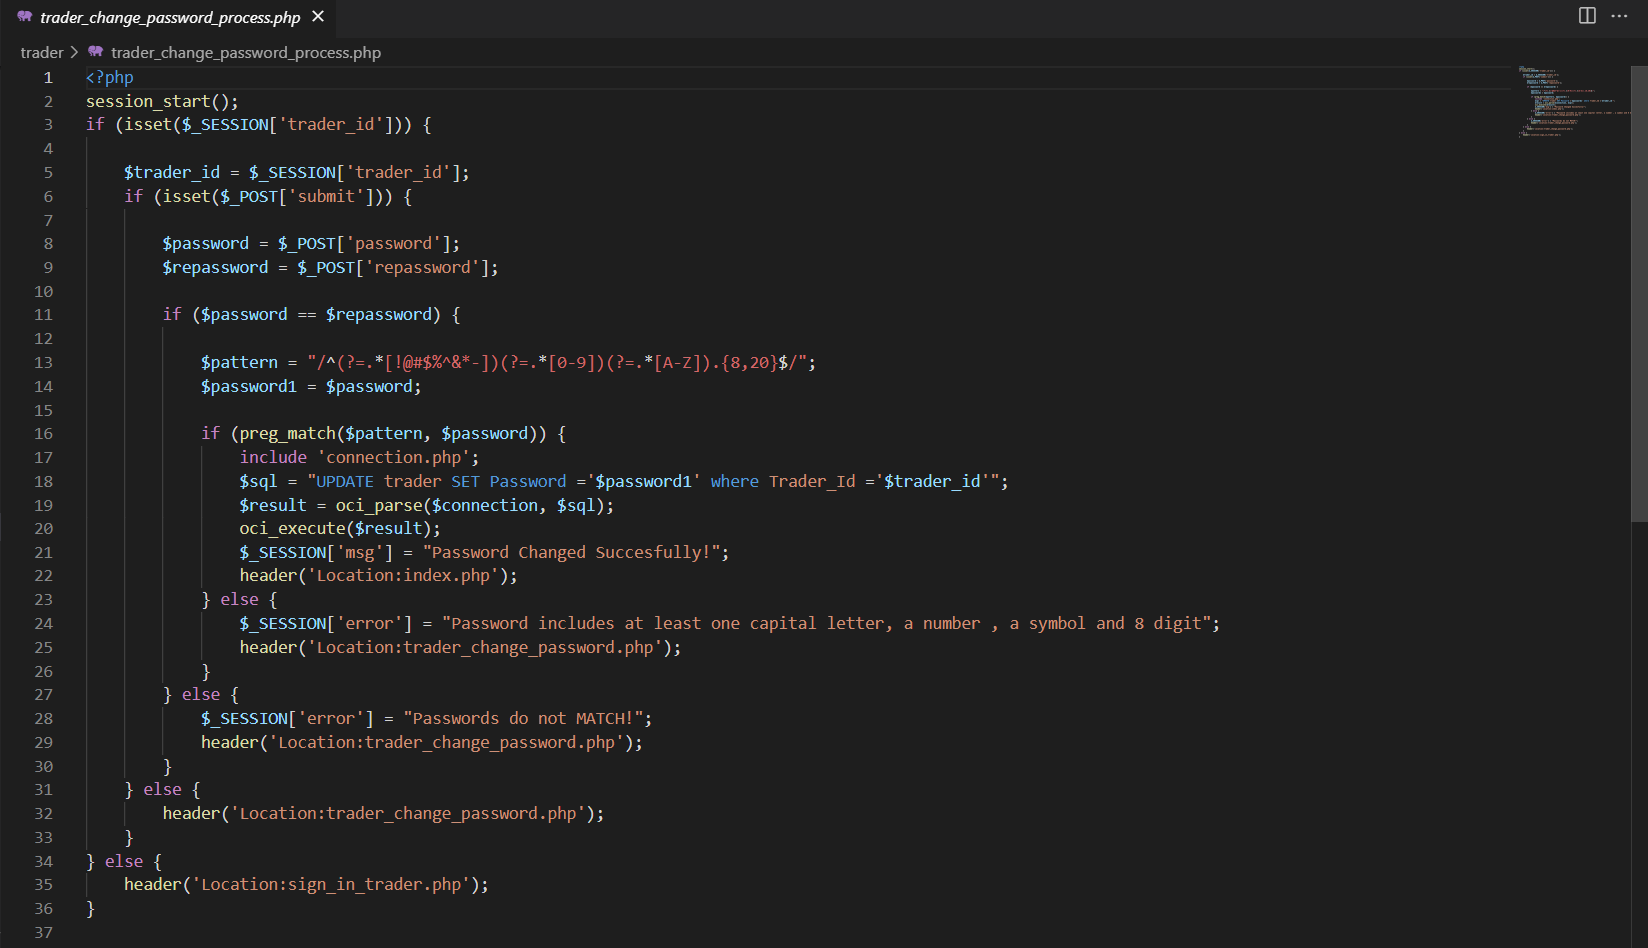 trader_change_password_process.php
trader > trader_change_password_process.php
1 <?php
2 session_start();
3 if (isset($_SESSION['trader_id'])) {
4
5     $trader_id = $_SESSION['trader_id'];
6     if (isset($_POST['submit'])) {
7
8         $password = $_POST['password'];
9         $repassword = $_POST['repassword'];
10
11         if ($password == $repassword) {
12
13             $pattern = "/^(?=.*[!@#$%^&*-])(?=.*[0-9])(?=.*[A-Z]).{8,20}$/";
14             $password1 = $password;
15
16             if (preg_match($pattern, $password)) {
17                 include 'connection.php';
18                 $sql = "UPDATE trader SET Password ='$password1' where Trader_Id ='$trader_id'";
19                 $result = oci_parse($connection, $sql);
20                 oci_execute($result);
21                 $_SESSION['msg'] = "Password Changed Succesfully!";
22                 header('Location:index.php');
23             } else {
24                 $_SESSION['error'] = "Password includes at least one capital letter, a number , a symbol and 8 digit";
25                 header('Location:trader_change_password.php');
26             }
27         } else {
28             $_SESSION['error'] = "Passwords do not MATCH!";
29             header('Location:trader_change_password.php');
30         }
31     } else {
32         header('Location:trader_change_password.php');
33     }
34 } else {
35     header('Location:sign_in_trader.php');
36 }
37